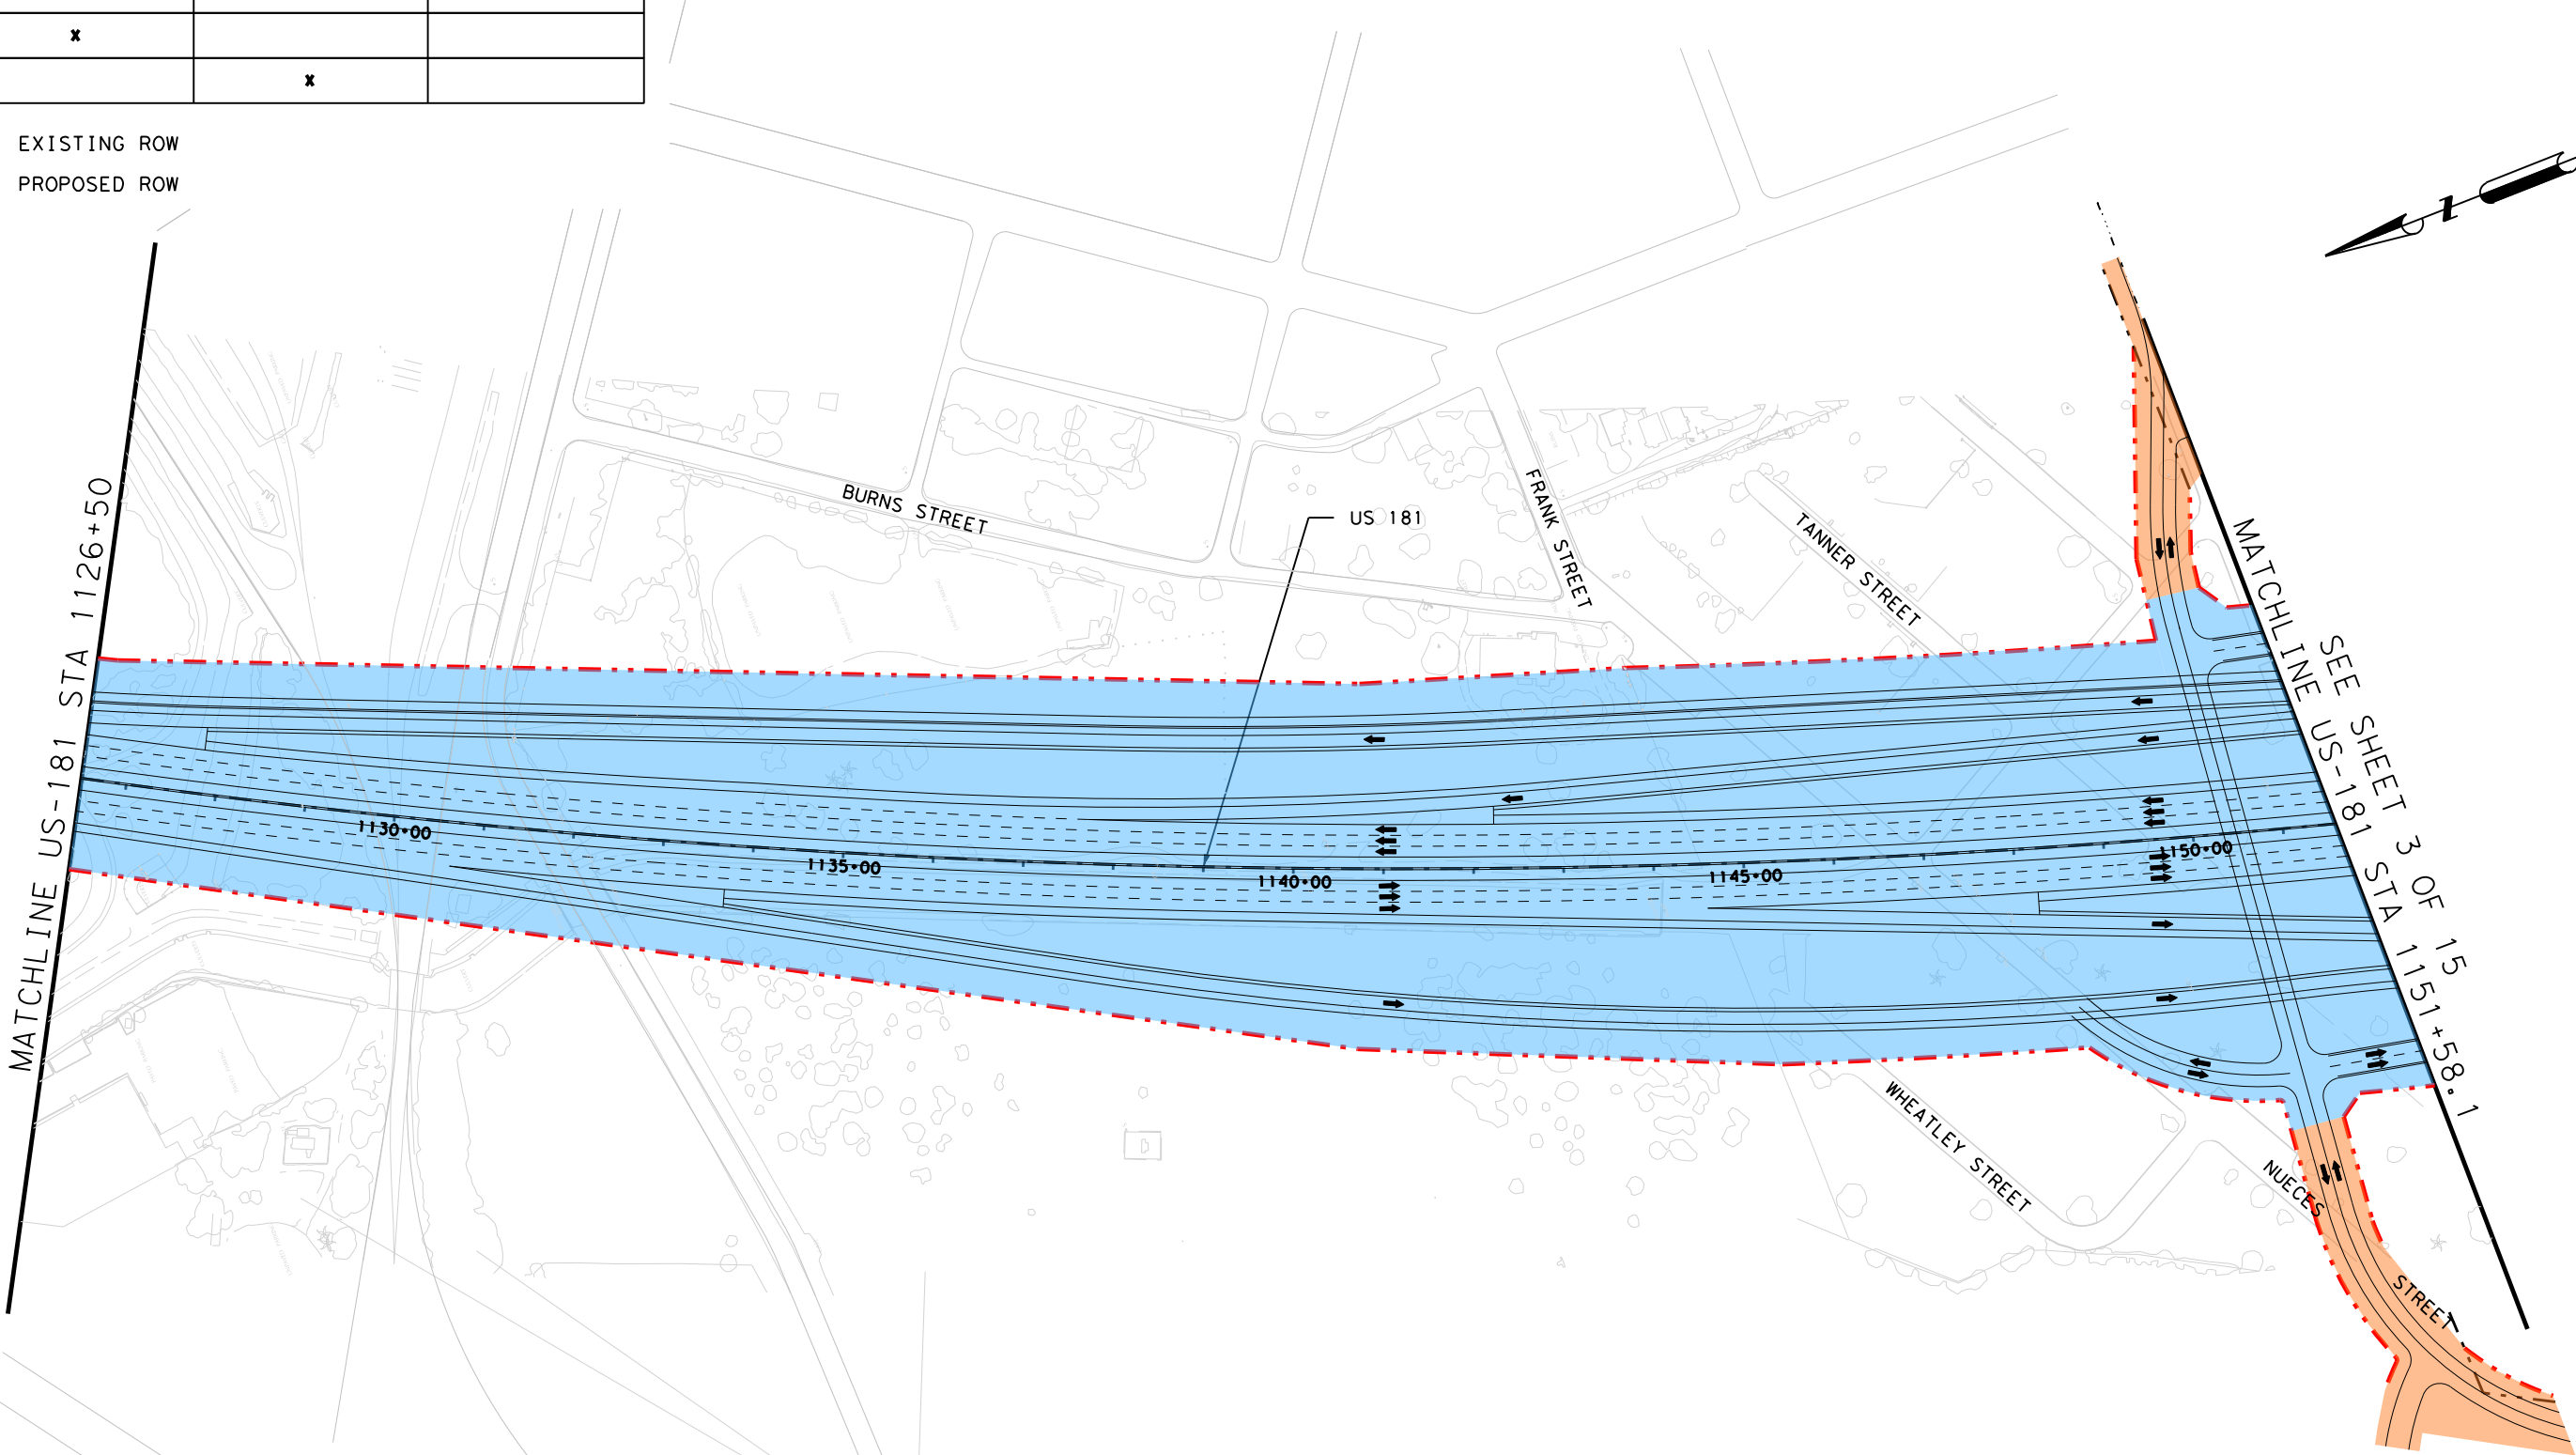 x
x
EXISTING ROW
PROPOSED ROW
Z
MATCHLINE US-181 STA 1126+50
BURNS STREET
US 181
FRANK STREET
TANNER STREET
MATCHLINE US-181 STA 1151+58.1
SEE SHEET 3 OF 15
1130+00
1135+00
1140+00
1145+00
1150+00
WHEATLEY STREET
NUECES
STREET